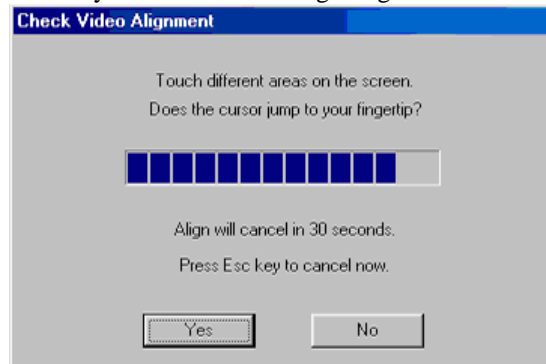 Check Video Alignment
Touch different areas on the screen.
Does the cursor jump to your fingertip?
Align will cancel in 30 seconds.
Press Esc key to cancel now.
Yes
No